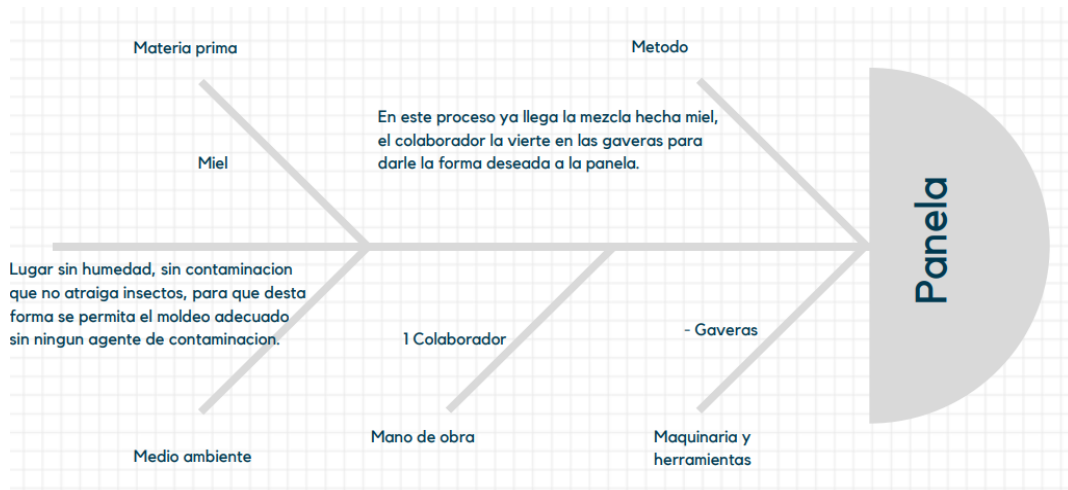 Materia prima
Metodo
En este proceso ya llega la mezcla hecha miel,
el colaborador la vierte en las gaveras para
darle la forma deseada a la panela.
Miel
Panela
Lugar sin humedad, sin contaminacion
que no atraiga insectos, para que desta
forma se permita el moldeo adecuado
sin ningun agente de contaminacion.
1 Colaborador
- Gaveras
Medio ambiente
Mano de obra
Maquinaria y
herramientas